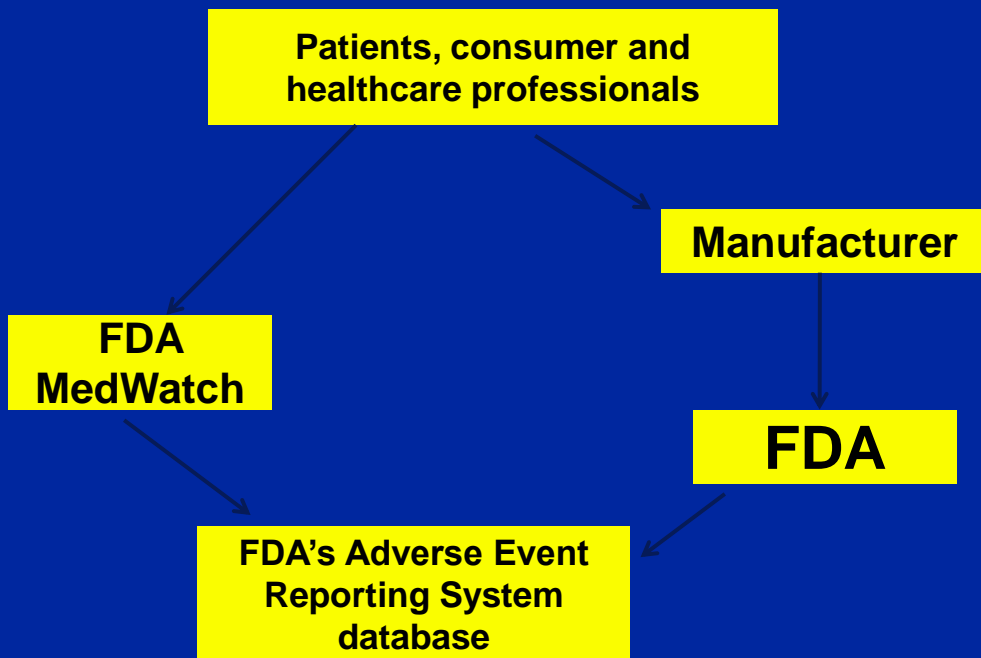 Patients, consumer and
healthcare professionals
Manufacturer
FDA
MedWatch
FDA
FDA's Adverse Event
Reporting System
database